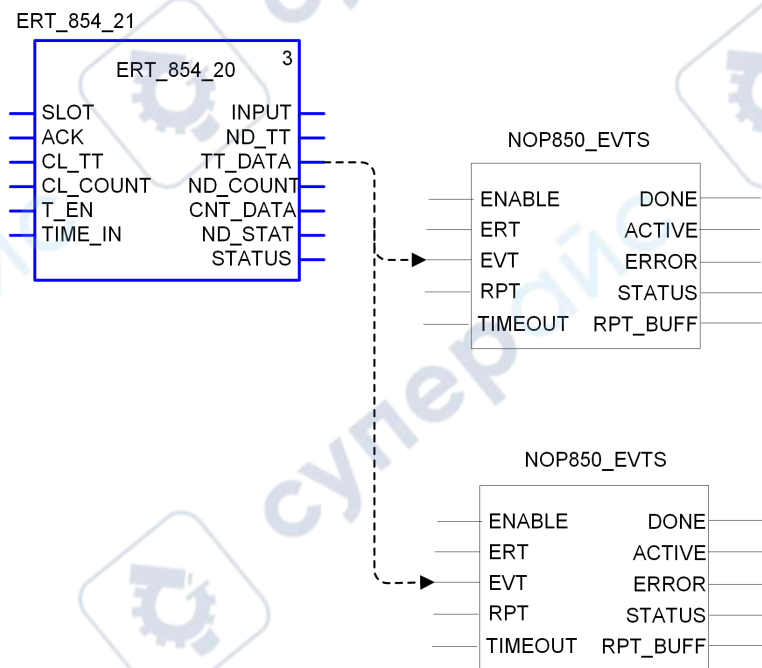 ERT_854_21
ERT_854_20 3
SLOT INPUT
ACK ND_TT
CL_TT TT_DATA
CL_COUNT ND_COUNT
T_EN CNT_DATA
TIME_IN ND_STAT
STATUS
NOP850_EVTS
ENABLE DONE
ERT ACTIVE
EVT ERROR
RPT STATUS
TIMEOUT RPT_BUFF
NOP850_EVTS
ENABLE DONE
ERT ACTIVE
EVT ERROR
RPT STATUS
TIMEOUT RPT_BUFF
супер
айс